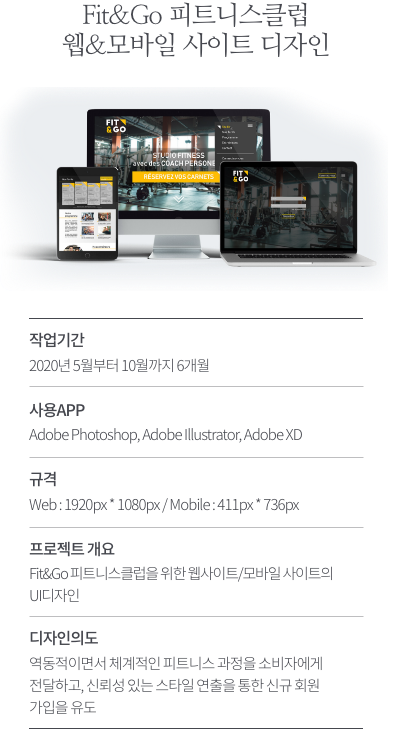 Fit&Go 피트니스클럽
웹&모바일 사이트 디자인
FIT
&GO
STUDIO FITNESS
avec des COACH PERSONE
RÉSERVEZ VOS CARNETS
FIT
&GO
작업기간
2020년 5월부터 10월까지 6개월
사용APP
Adobe Photoshop, Adobe Illustrator, Adobe XD
규격
Web : 1920px * 1080px / Mobile : 411px * 736px
프로젝트 개요
Fit&Go 피트니스클럽을 위한 웹사이트/모바일 사이트의
UI디자인
디자인의도
역동적이면서 체계적인 피트니스 과정을 소비자에게
전달하고, 신뢰성 있는 스타일 연출을 통한 신규 회원
가입을 유도